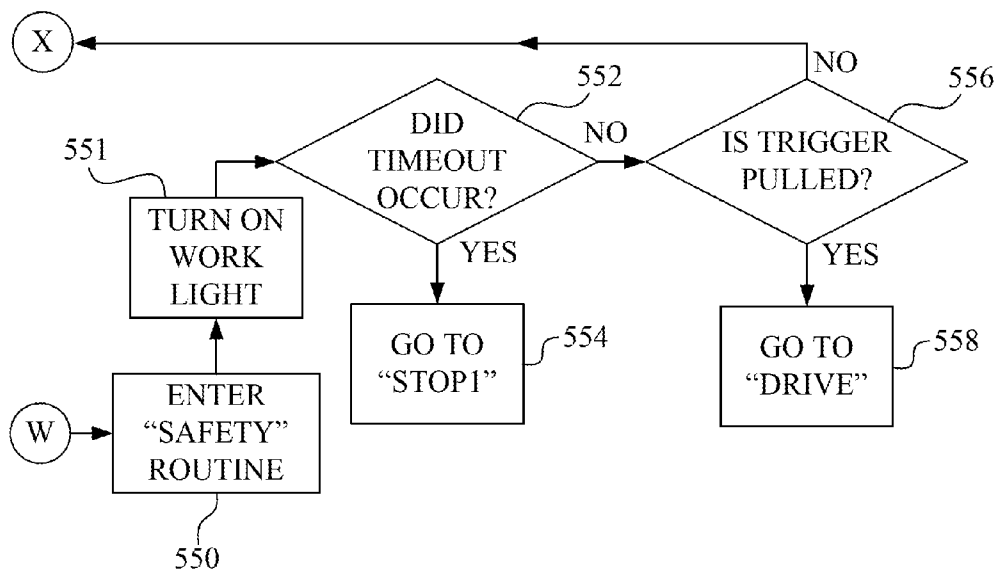 X
NO
552
556
DID
TIMEOUT
OCCUR?
NO
IS TRIGGER
PULLED?
551
TURN ON
WORK
LIGHT
YES
YES
GO TO
“STOP1”
554
GO TO
“DRIVE”
558
W
ENTER
“SAFETY”
ROUTINE
550